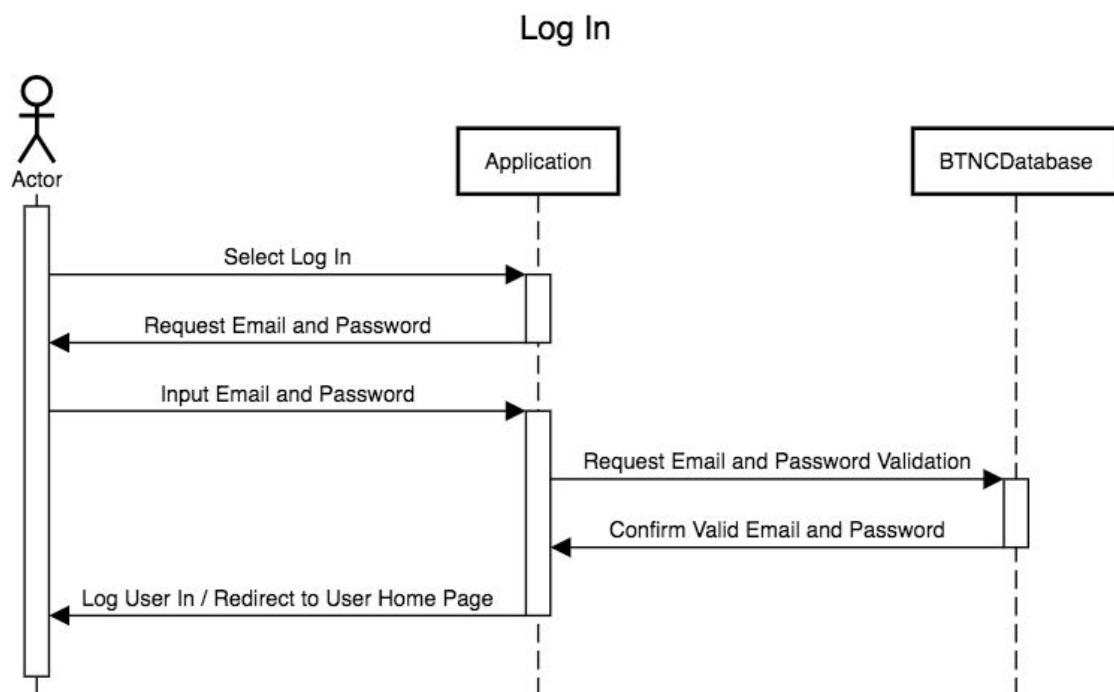 Log In
Actor
Application
BTNCDatabase
Select Log In
Request Email and Password
Input Email and Password
Request Email and Password Validation
Confirm Valid Email and Password
Log User In / Redirect to User Home Page